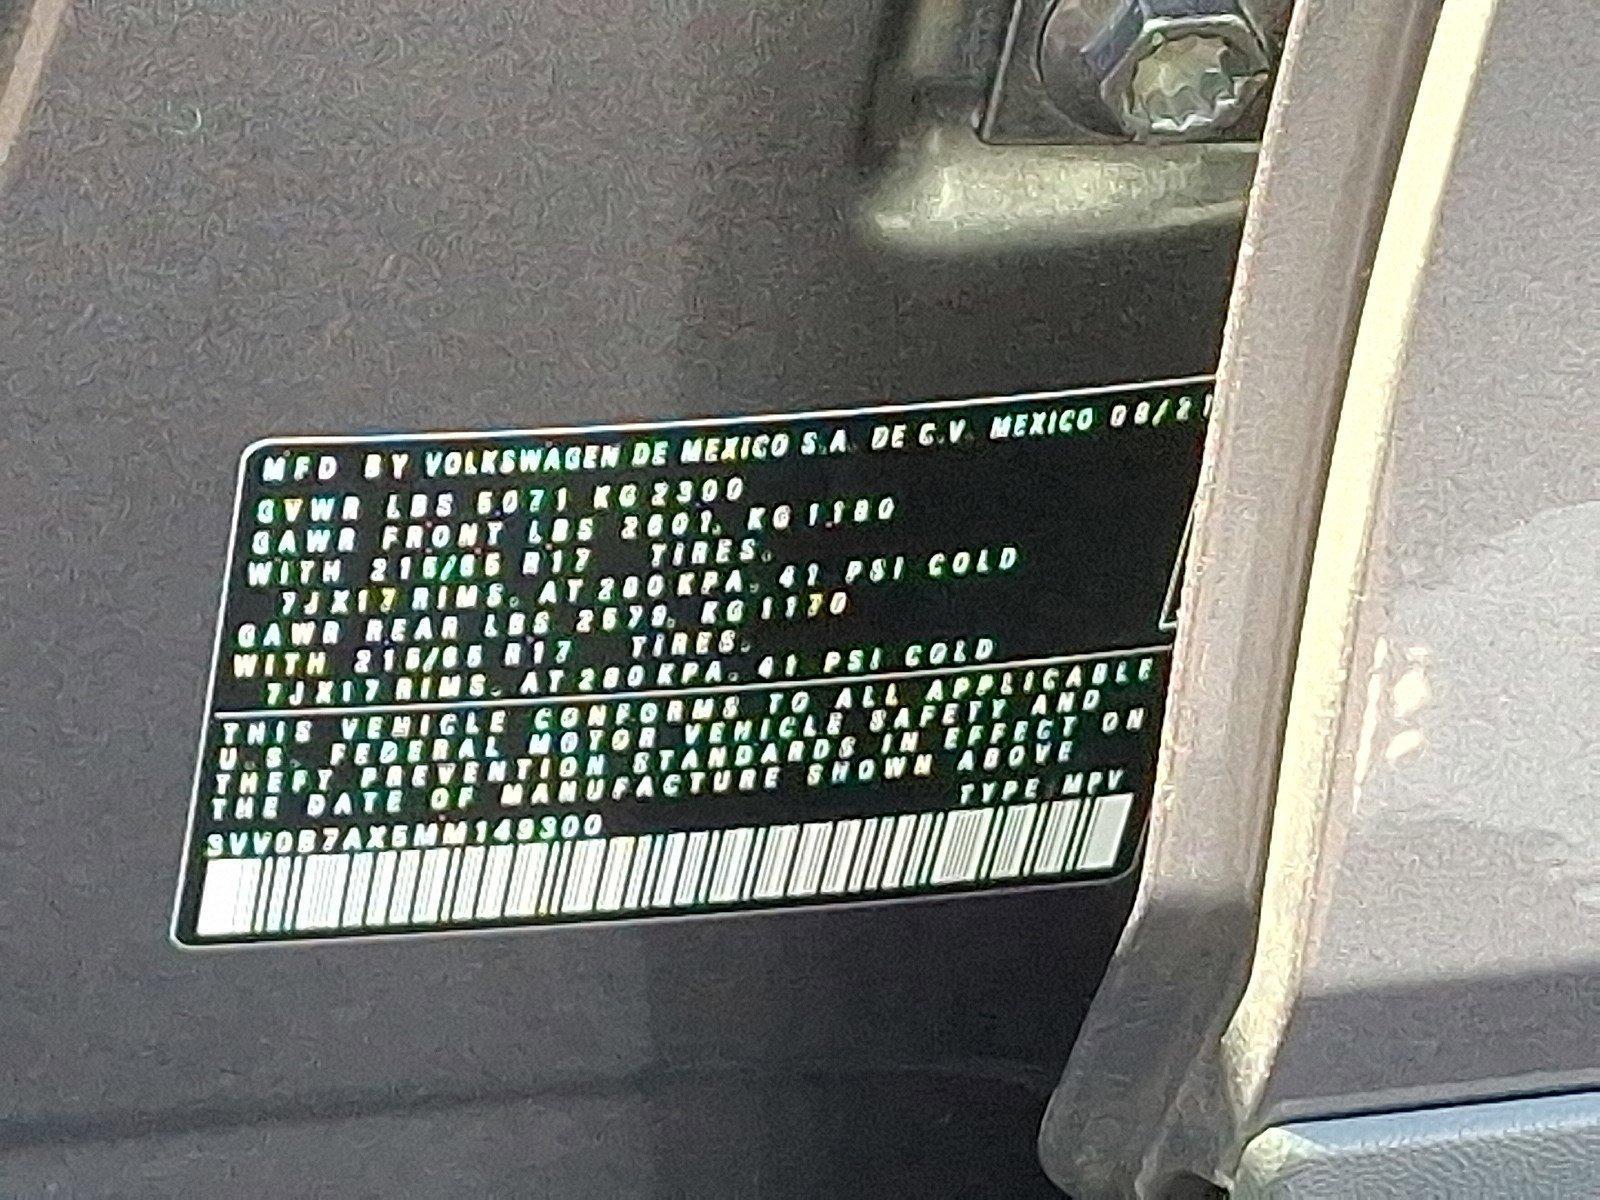 MFD BY VOLKSWAGEN DE MEXICO S.A. DE C.V. MEXICO 08/21
GVWR LBS 5071 KG 2300
GAWR FRONT LBS 2601. KG 1180
WITH 215/65 R17 TIRES.
7JX17 RIMS. AT 280 KPA. 41 PSI COLD
GAWR REAR LBS 2579. KG 1170
WITH 215/65 R17 TIRES.
7JX17 RIMS. AT 280 KPA. 41 PSI COLD
THIS VEHICLE CONFORMS TO ALL APPLICABLE
U.S. FEDERAL MOTOR VEHICLE SAFETY AND
THEFT PREVENTION STANDARDS IN EFFECT ON
THE DATE OF MANUFACTURE SHOWN ABOVE
3VV0B7AX5MM149300 TYPE: MPV